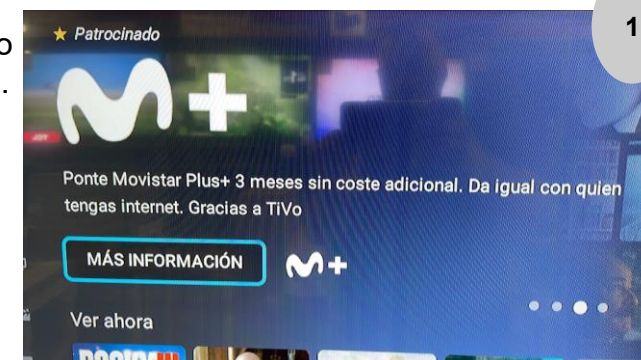 o
.
1
★ Patrocinado
M+
Ponte Movistar Plus+ 3 meses sin coste adicional. Da igual con quien
tengas internet. Gracias a TiVo
MÁS INFORMACIÓN
M+
Ver ahora